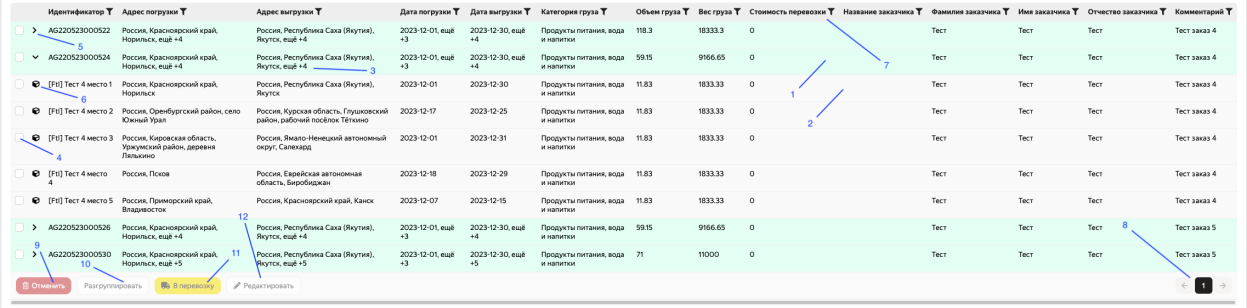 Идентификатор Адрес погрузки Адрес выгрузки Дата погрузки Дата выгрузки Категория груза Объем груза Вес груза Стоимость перевозки Название заказчика Фамилия заказчика Имя заказчика Отчество заказчика Комментарий
AG220523000522 Россия, Красноярский край, Россия, Республика Саха (Якутия), 2023-12-01, ещё 2023-12-30, ещё Продукты питания, вода 118.3 18333.3 0 Тест Тест Тест Тест заказ 4
Норильск, ещё +4 Якутск, ещё +4 +3 +4 и напитки
5
AG220523000524 Россия, Красноярский край, Россия, Республика Саха (Якутия), 2023-12-01, ещё 2023-12-30, ещё Продукты питания, вода 59.15 9166.65 0 Тест Тест Тест Тест заказ 4
Норильск, ещё +4 Якутск, ещё +4 +3 +4 и напитки
3 7
[Ftl] Тест 4 место 1 Россия, Красноярский край, Россия, Республика Саха (Якутия), 2023-12-01 2023-12-30 Продукты питания, вода 11.83 1833.33 0 Тест Тест Тест Тест заказ 4
Норильск Якутск и напитки
6 1
[Ftl] Тест 4 место 2 Россия, Оренбургский район, село Россия, Курская область, Глушковский 2023-12-17 2023-12-25 Продукты питания, вода 11.83 1833.33 0 Тест Тест Тест Тест заказ 4
Южный Урал район, рабочий посёлок Тёткино и напитки
2
[Ftl] Тест 4 место 3 Россия, Кировская область, Россия, Ямало-Ненецкий автономный 2023-12-01 2023-12-31 Продукты питания, вода 11.83 1833.33 0 Тест Тест Тест Тест заказ 4
Уржумский район, деревня округ, Салехард и напитки
Лялькино
4
[Ftl] Тест 4 место Россия, Псков Россия, Еврейская автономная 2023-12-18 2023-12-29 Продукты питания, вода 11.83 1833.33 0 Тест Тест Тест Тест заказ 4
4 область, Биробиджан и напитки
[Ftl] Тест 4 место 5 Россия, Приморский край, Россия, Красноярский край, Канск 2023-12-07 2023-12-15 Продукты питания, вода 11.83 1833.33 0 Тест Тест Тест Тест заказ 4
Владивосток и напитки
12
AG220523000526 Россия, Красноярский край, Россия, Республика Саха (Якутия), 2023-12-01, ещё 2023-12-30, ещё Продукты питания, вода 59.15 9166.65 0 Тест Тест Тест Тест заказ 5
Норильск, ещё +4 Якутск, ещё +4 +3 +4 и напитки
8
9
AG220523000530 Россия, Красноярский край, Россия, Республика Саха (Якутия), 2023-12-01, ещё 2023-12-30, ещё Продукты питания, вода 71 11000 0 Тест Тест Тест Тест заказ 5
Норильск, ещё +5 Якутск, ещё +5 +3 +5 и напитки
10 11
Отменить Разгруппировать В перевозку Редактировать 1